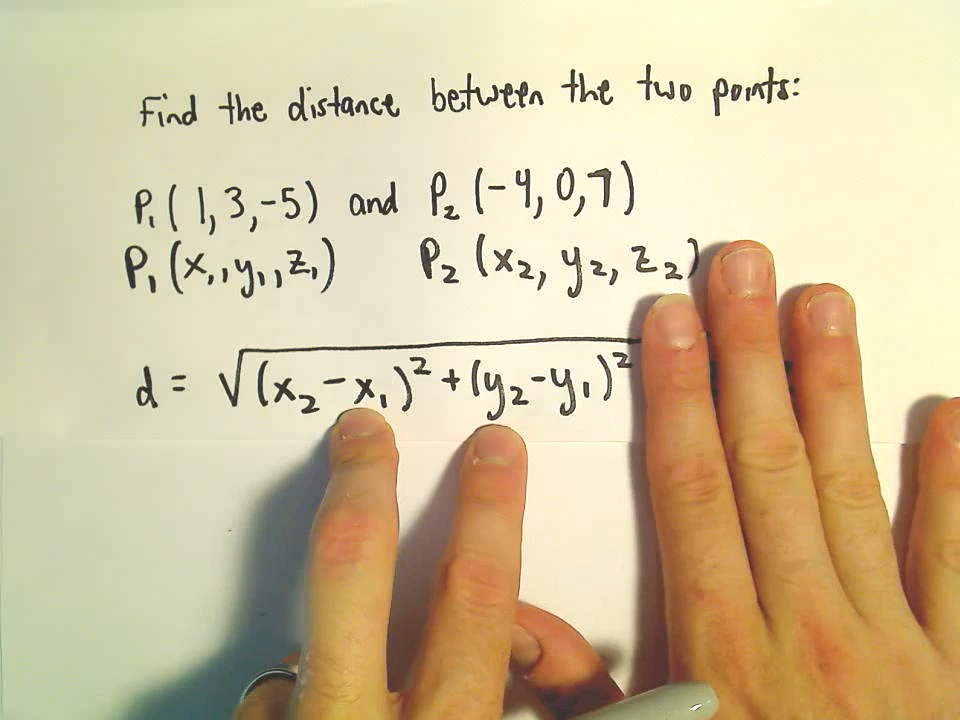 Find the distance between the two points:
P₁(1,3,-5) and P₂(-4,0,7)
P₁(x₁,y₁,z₁) P₂(x₂,y₂,z₂)
d = √(x₂-x₁)² + (y₂-y₁)²